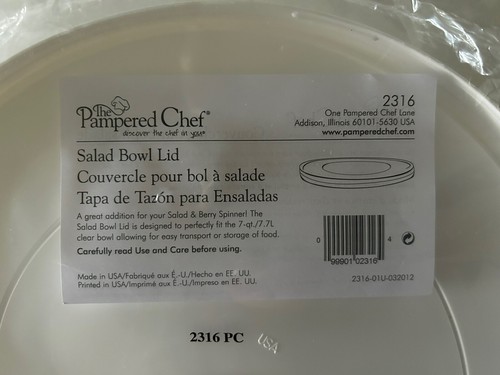 The
Pampered Chef®
discover the chef in you®
2316
One Pampered Chef Lane
Addison, Illinois 60101-5630 USA
www.pamperedchef.com
Salad Bowl Lid
Couvercle pour bol à salade
Tapa de Tazón para Ensaladas
A great addition for your Salad & Berry Spinner! The
Salad Bowl Lid is designed to perfectly fit the 7-qt./7.7L
clear bowl allowing for easy transport or storage of food.
Carefully read Use and Care before using.
0 99901 02316 4
2316-01U-032012
Made in USA/Fabriqué aux É.-U./Hecho en EE. UU.
Printed in USA/Imprimé aux É.-U./Impreso en EE. UU.
2316 PC
USA